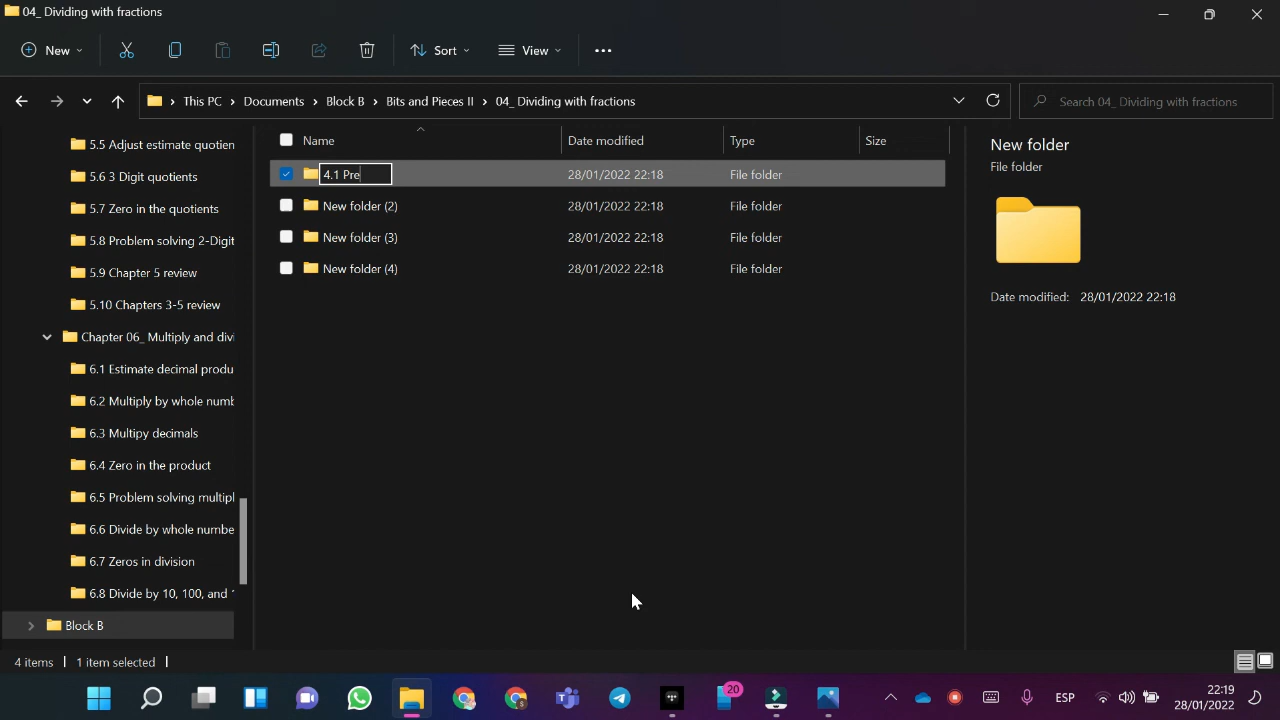 04_ Dividing with fractions
New
Sort
View
This PC > Documents > Block B > Bits and Pieces II > 04_ Dividing with fractions
Search 04_ Dividing with fractions
Name Date modified Type Size
4.1 Pre 28/01/2022 22:18 File folder
New folder (2) 28/01/2022 22:18 File folder
New folder (3) 28/01/2022 22:18 File folder
New folder (4) 28/01/2022 22:18 File folder
5.5 Adjust estimate quotien
5.6 3 Digit quotients
5.7 Zero in the quotients
5.8 Problem solving 2-Digit
5.9 Chapter 5 review
5.10 Chapters 3-5 review
Chapter 06_ Multiply and divi
6.1 Estimate decimal produ
6.2 Multiply by whole numb
6.3 Multipy decimals
6.4 Zero in the product
6.5 Problem solving multipl
6.6 Divide by whole numbe
6.7 Zeros in division
6.8 Divide by 10, 100, and
Block B
New folder
File folder
Date modified: 28/01/2022 22:18
4 items 1 item selected
20
ESP
22:19
28/01/2022